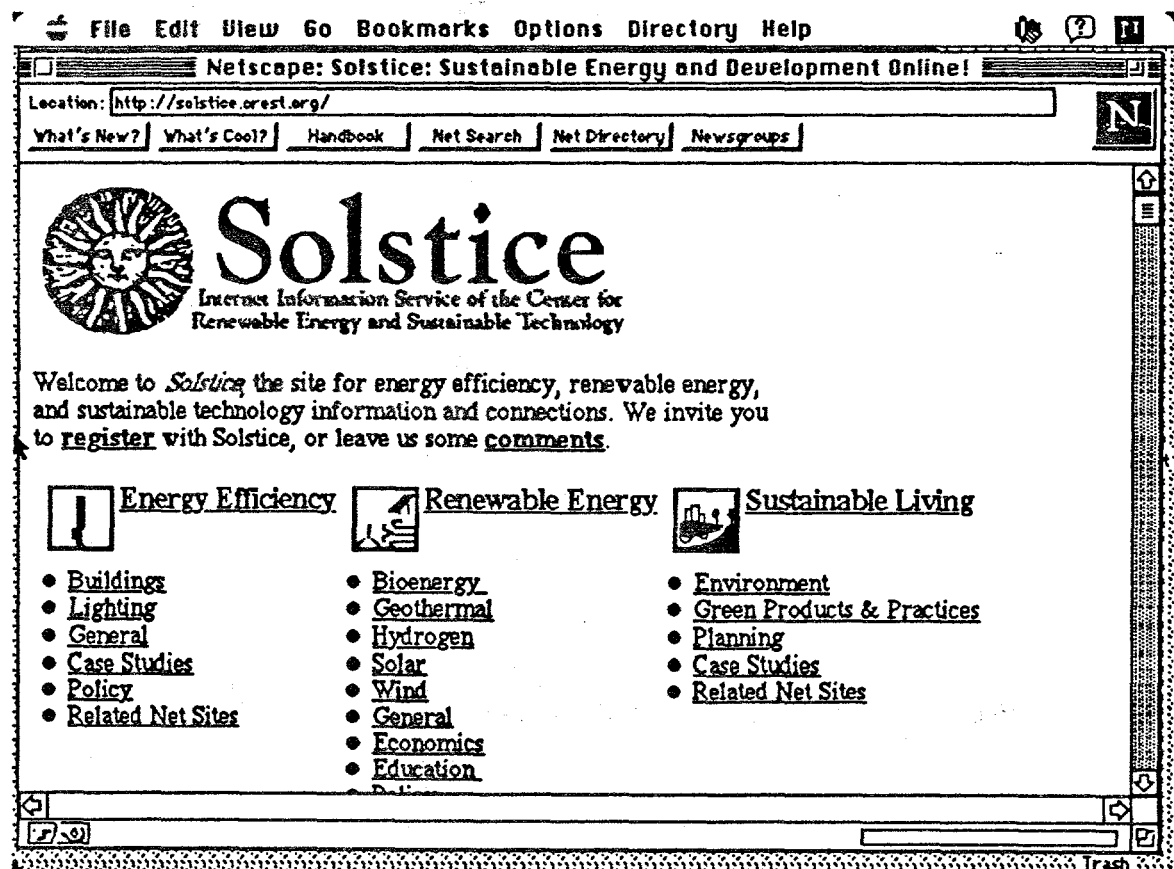 File Edit View Go Bookmarks Options Directory Help
Netscape: Solstice: Sustainable Energy and Development Online!
Location: http://solstice.crest.org/
What's New? What's Cool? Handbook Net Search Net Directory Newsgroups
N
Solstice
Internet Information Service of the Center for
Renewable Energy and Sustainable Technology
Welcome to Solstice, the site for energy efficiency, renewable energy,
and sustainable technology information and connections. We invite you
to register with Solstice, or leave us some comments.
Energy Efficiency Renewable Energy Sustainable Living
Buildings Bioenergy Environment
Lighting Geothermal Green Products & Practices
General Hydrogen Planning
Case Studies Solar Case Studies
Policy Wind Related Net Sites
Related Net Sites General
Economics
Education
Trash